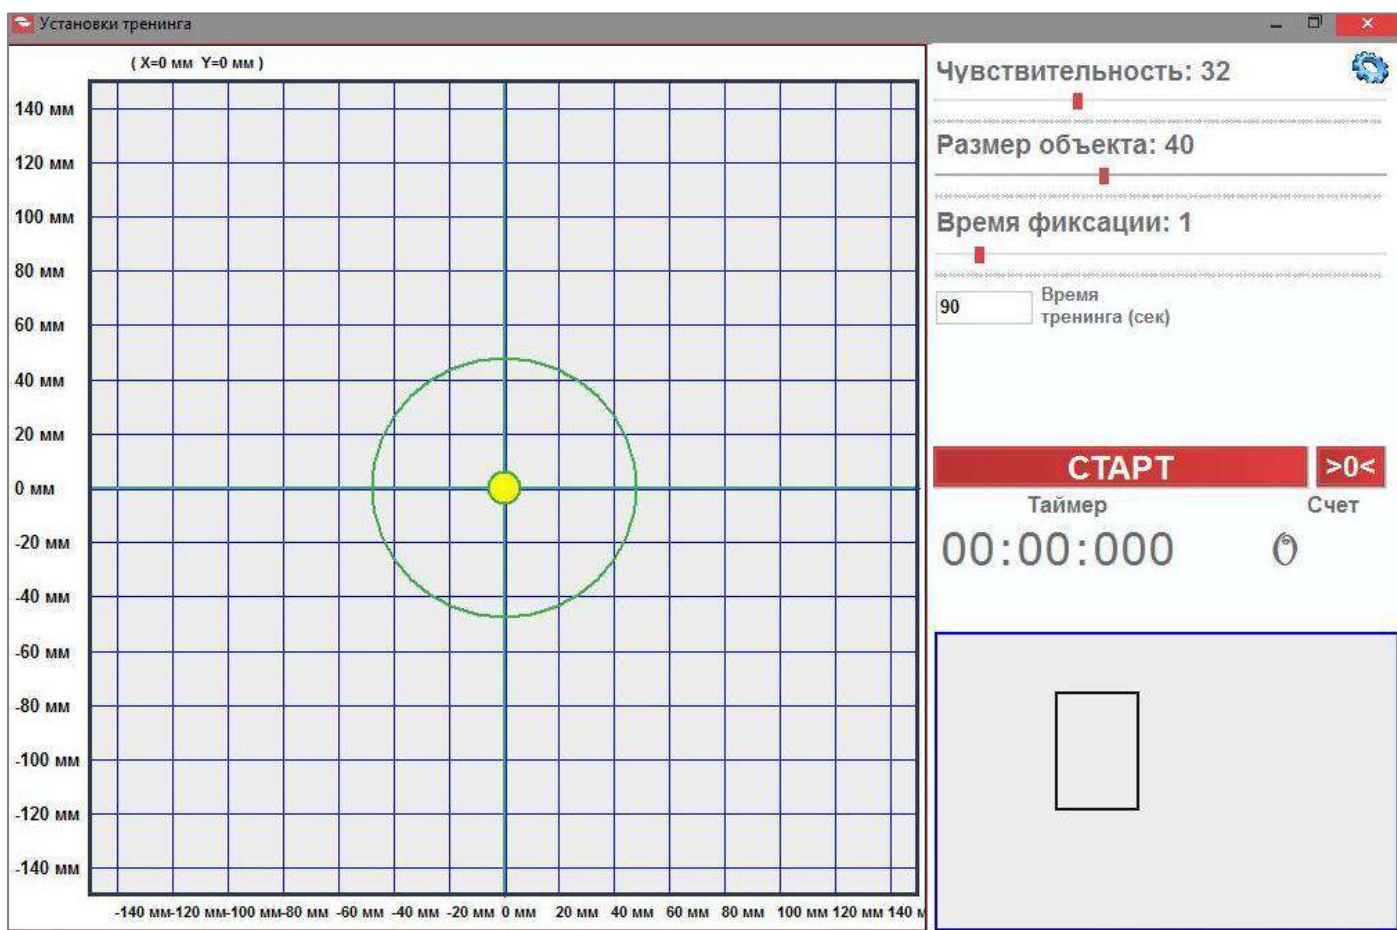 Установки тренинга
( X=0 мм Y=0 мм )
140 мм
120 мм
100 мм
80 мм
60 мм
40 мм
20 мм
0 мм
-20 мм
-40 мм
-60 мм
-80 мм
-100 мм
-120 мм
-140 мм
-140 мм-120 мм-100 мм-80 мм -60 мм -40 мм -20 мм 0 мм 20 мм 40 мм 60 мм 80 мм 100 мм 120 мм 140 м
Чувствительность: 32
Размер объекта: 40
Время фиксации: 1
90
Время
тренинга (сек)
СТАРТ >0<
Таймер Счет
00:00:000 0